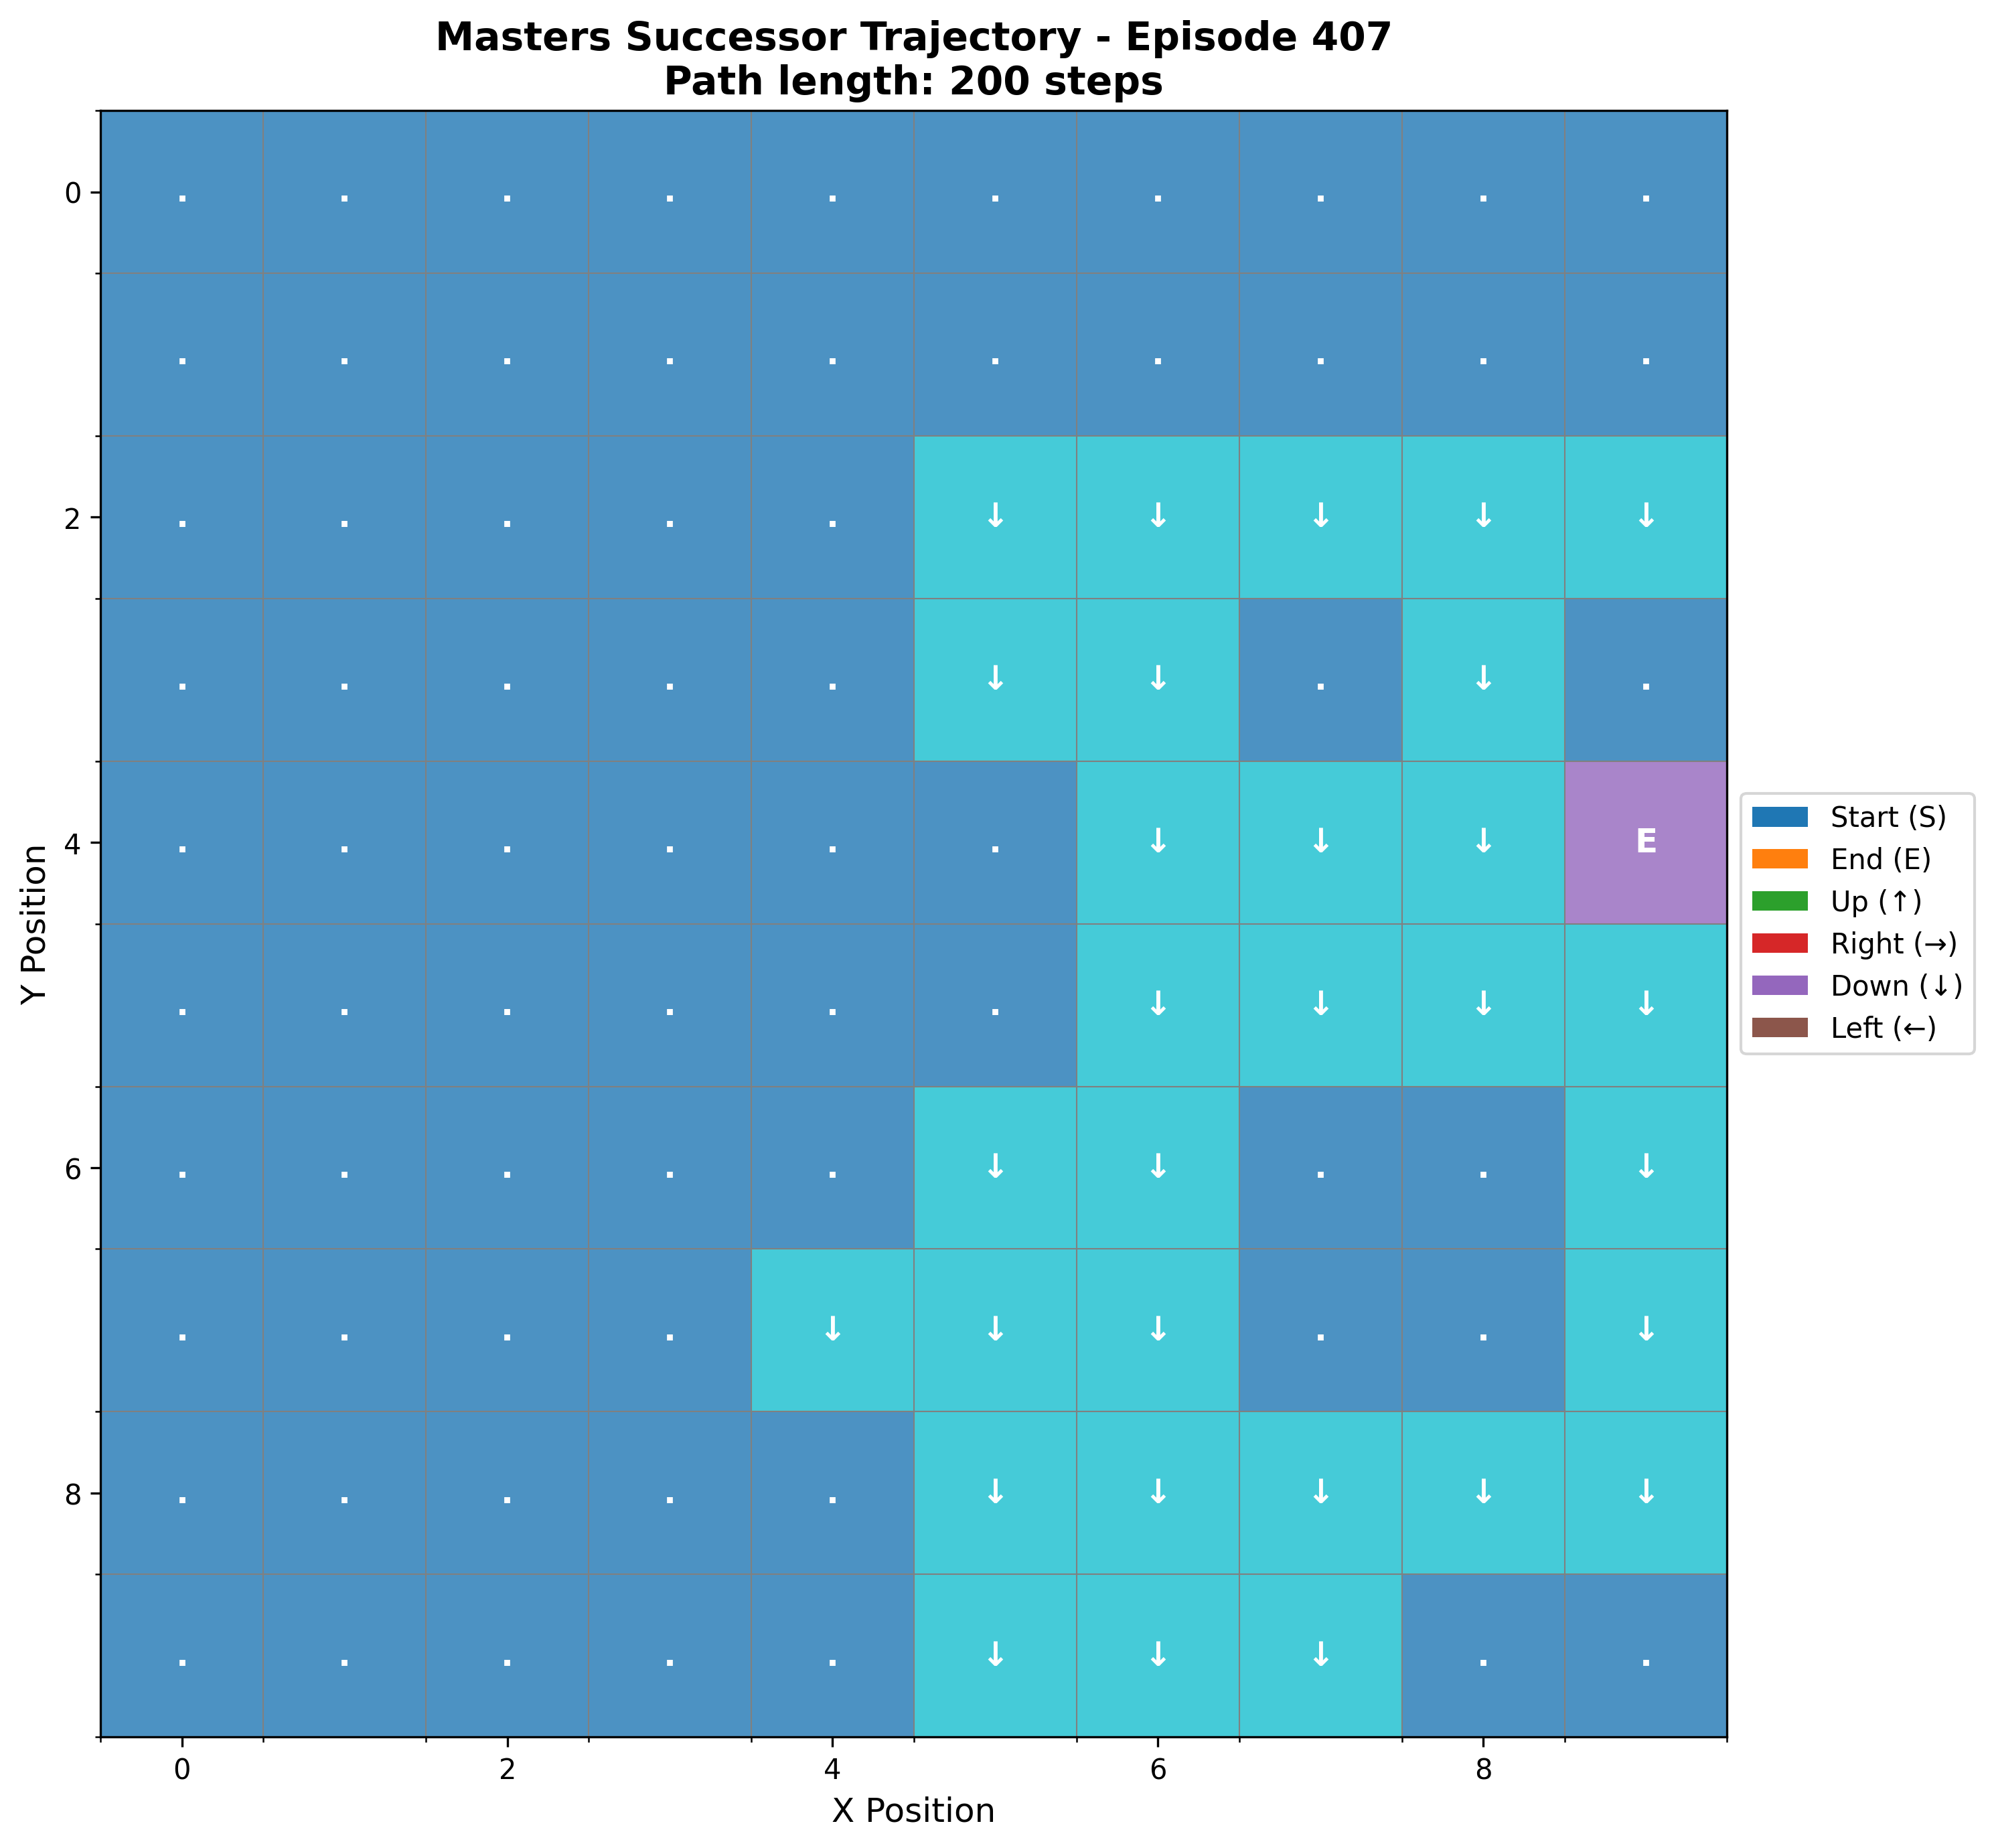 Masters Successor Trajectory - Episode 407
Path length: 200 steps
0 . . . . . . . . . .
. . . . . . . . . .
2 . . . . . ↓ ↓ ↓ ↓ ↓
. . . . . ↓ ↓ . ↓ .
4 . . . . . . ↓ ↓ ↓ E
. . . . . . ↓ ↓ ↓ ↓
6 . . . . . ↓ ↓ . . ↓
. . . . ↓ ↓ ↓ . . ↓
8 . . . . . ↓ ↓ ↓ ↓ ↓
. . . . . ↓ ↓ ↓ . .
0 2 4 6 8
X Position
Y Position
Start (S)
End (E)
Up (↑)
Right (→)
Down (↓)
Left (←)